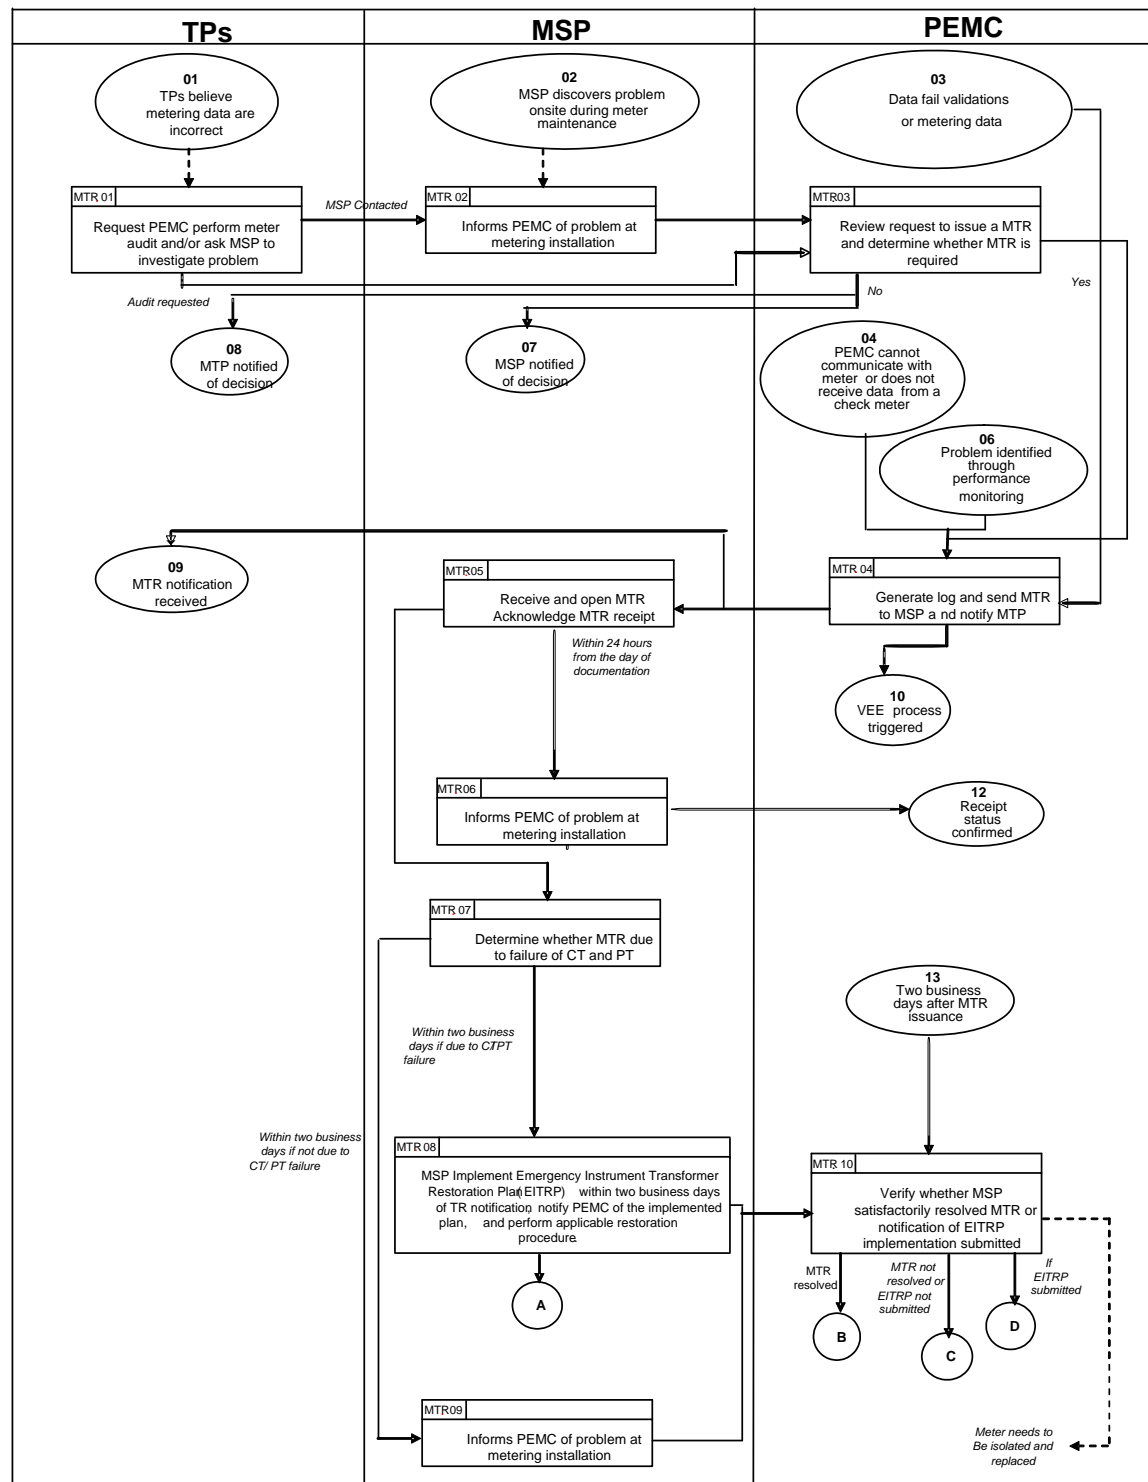 TPs
MSP
PEMC
01
TPs believe
metering data are
incorrect
02
MSP discovers problem
onsite during meter
maintenance
03
Data fail validations
or metering data
MTR 01
Request PEMC perform meter
audit and/or ask MSP to
investigate problem
MSP Contacted
MTR 02
Informs PEMC of problem at
metering installation
MTR03
Review request to issue a MTR
and determine whether MTR is
required
Audit requested
No
Yes
08
MTP notified
of decision
07
MSP notified
of decision
04
PEMC cannot
communicate with
meter or does not
receive data from a
check meter
06
Problem identified
through
performance
monitoring
09
MTR notification
received
MTR05
Receive and open MTR
Acknowledge MTR receipt
MTR 04
Generate log and send MTR
to MSP a nd notify MTP
Within 24 hours
from the day of
documentation
10
VEE process
triggered
MTR06
Informs PEMC of problem at
metering installation
12
Receipt
status
confirmed
MTR 07
Determine whether MTR due
to failure of CT and PT
13
Two business
days after MTR
issuance
Within two business
days if due to CT/PT
failure
Within two business
days if not due to
CT/ PT failure
MTR 08
MSP Implement Emergency Instrument Transformer
Restoration Plan(EITRP) within two business days
of TR notification, notify PEMC of the implemented
plan, and perform applicable restoration
procedure.
MTR 10
Verify whether MSP
satisfactorily resolved MTR or
notification of EITRP
implementation submitted
MTR
resolved
MTR not
resolved or
EITRP not
submitted
If
EITRP
submitted
A
B
C
D
MTR09
Informs PEMC of problem at
metering installation
Meter needs to
Be isolated and
replaced